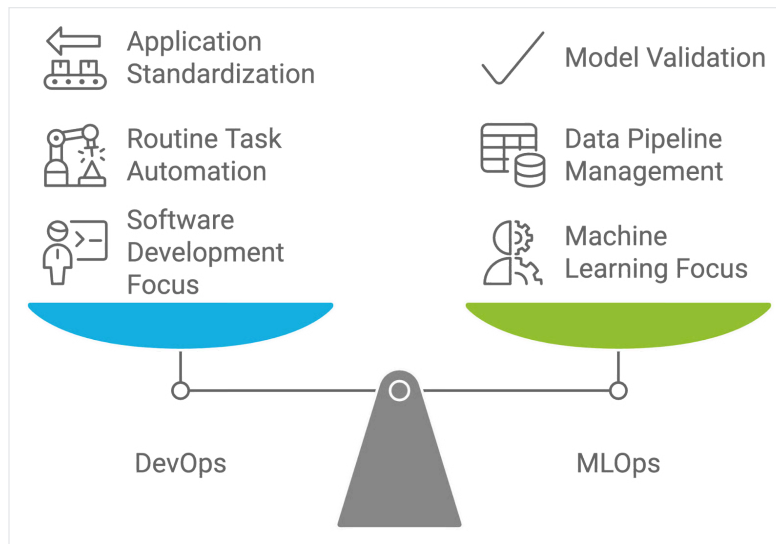 Application
Standardization
Routine Task
Automation
Software
Development
Focus
Model Validation
Data Pipeline
Management
Machine
Learning Focus
DevOps
MLOps